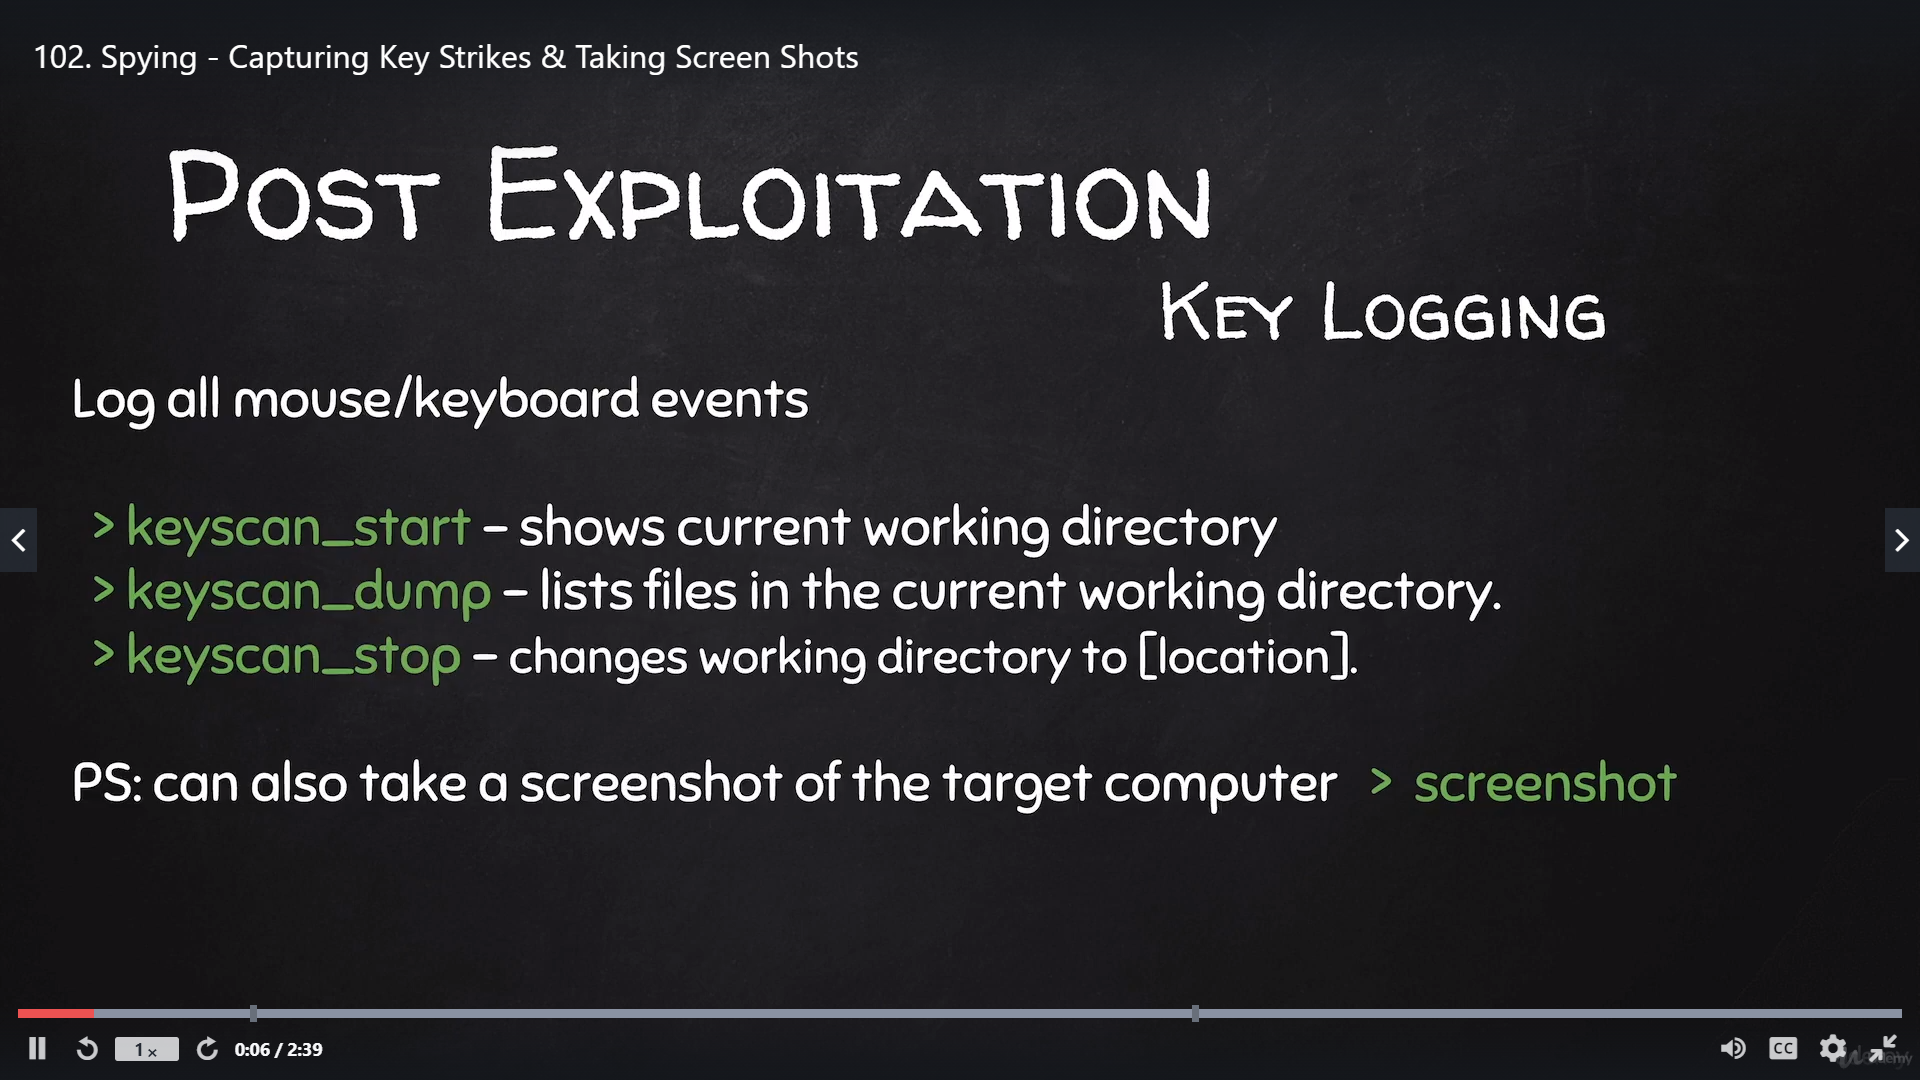 102. Spying - Capturing Key Strikes & Taking Screen Shots
Post Exploitation
Key Logging
Log all mouse/keyboard events
> keyscan_start – shows current working directory
> keyscan_dump – lists files in the current working directory.
> keyscan_stop – changes working directory to [location].
PS: can also take a screenshot of the target computer > screenshot
1 x
0:06 / 2:39
CC